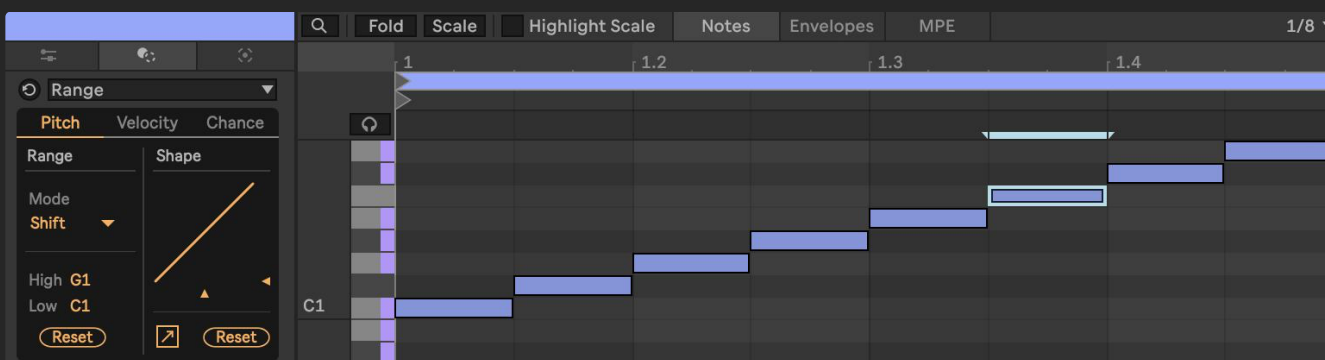 Fold Scale Highlight Scale Notes Envelopes MPE 1/8
1 1.2 1.3 1.4
Range
Pitch Velocity Chance
Range Shape
Mode
Shift
High G1
Low C1
C1
Reset Reset